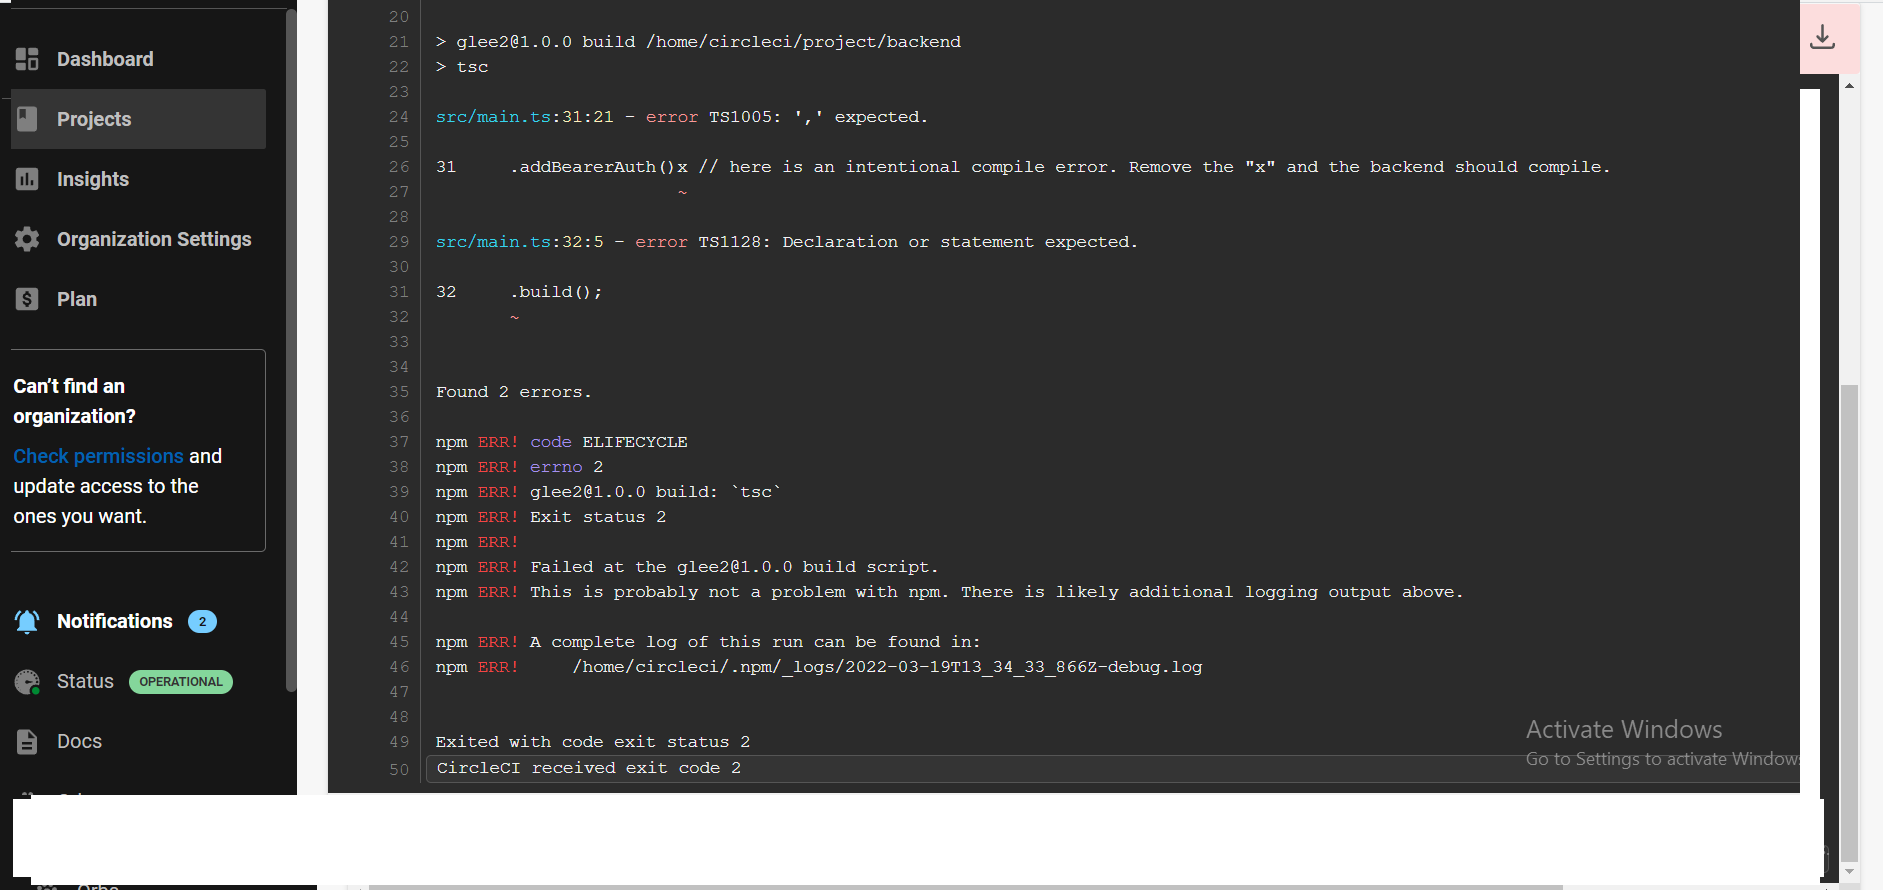 Dashboard
Projects
Insights
Organization Settings
Plan
Can't find an
organization?
Check permissions and
update access to the
ones you want.
Notifications 2
Status OPERATIONAL
Docs
20
21 > glee2@1.0.0 build /home/circleci/project/backend
22 > tsc
23
24 src/main.ts:31:21 - error TS1005: ',' expected.
25
26 31     .addBearerAuth()x // here is an intentional compile error. Remove the "x" and the backend should compile.
27 ~
28
29 src/main.ts:32:5 - error TS1128: Declaration or statement expected.
30
31 32     .build();
32 ~
33
34
35 Found 2 errors.
36
37 npm ERR! code ELIFECYCLE
38 npm ERR! errno 2
39 npm ERR! glee2@1.0.0 build: `tsc`
40 npm ERR! Exit status 2
41 npm ERR!
42 npm ERR! Failed at the glee2@1.0.0 build script.
43 npm ERR! This is probably not a problem with npm. There is likely additional logging output above.
44
45 npm ERR! A complete log of this run can be found in:
46 npm ERR!     /home/circleci/.npm/_logs/2022-03-19T13_34_33_866Z-debug.log
47
48
49 Exited with code exit status 2
50 CircleCI received exit code 2
Activate Windows
Go to Settings to activate Windows